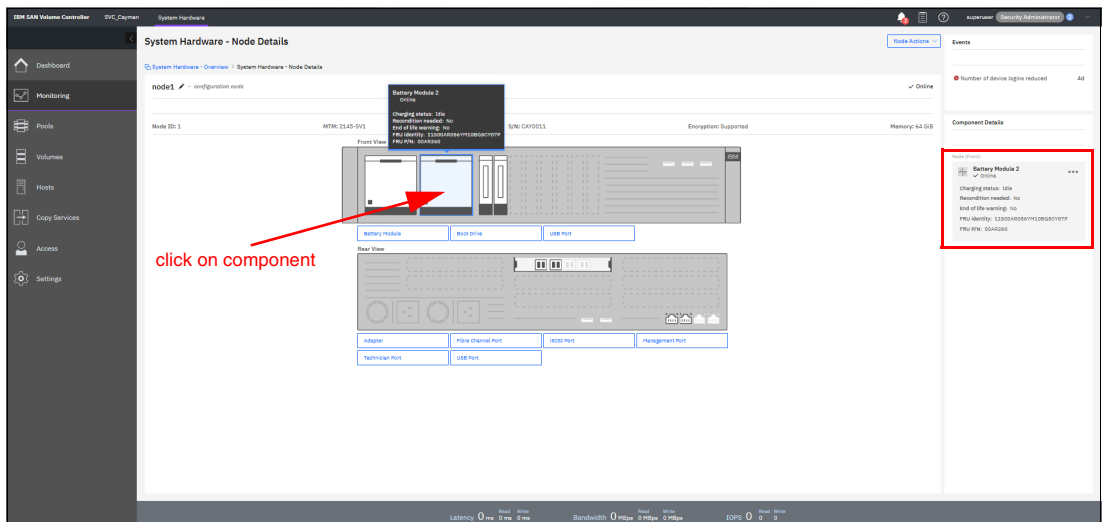 IBM SAN Volume Controller SVC_Cayman System Hardware
superuser Security Administrator
System Hardware - Node Details
Node Actions
System Hardware - Overview > System Hardware - Node Details
node1 - configuration node
Online
Node ID: 1
MTM: 2145-SV1
S/N: CAY0011
Encryption: Supported
Memory: 64 GiB
Dashboard
Monitoring
Pools
Volumes
Hosts
Copy Services
Access
Settings
Battery Module 2
Online
Charging status: Idle
Recondition needed: No
End of life warning: No
FRU P/N: 00AR260
Front View
IBM
Battery Module
Boot Drive
USB Port
click on component
Rear View
Adapter
Fibre Channel Port
iSCSI Port
Management Port
Technician Port
USB Port
Events
Number of device logins reduced 4d
Component Details
Node (Front)
Battery Module 2
Online
Charging status: Idle
Recondition needed: No
End of life warning: No
FRU identity: 11S00AR056YM10BG5CY07P
FRU P/N: 00AR260
Latency 0 ms Read 0 ms Write 0 ms
Bandwidth 0 MBps Read 0 MBps Write 0 MBps
IOPS 0 Read 0 Write 0